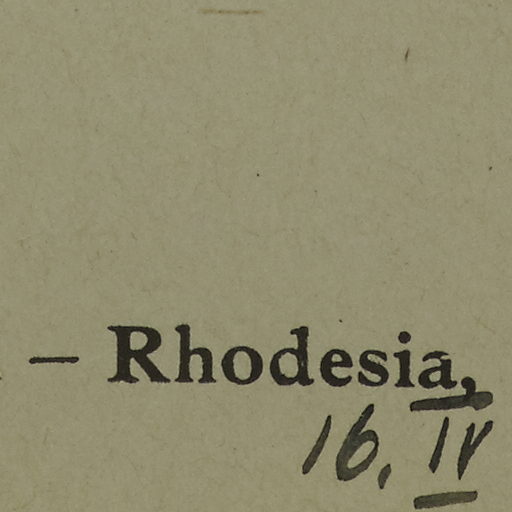 – Rhodesia,
16. IV